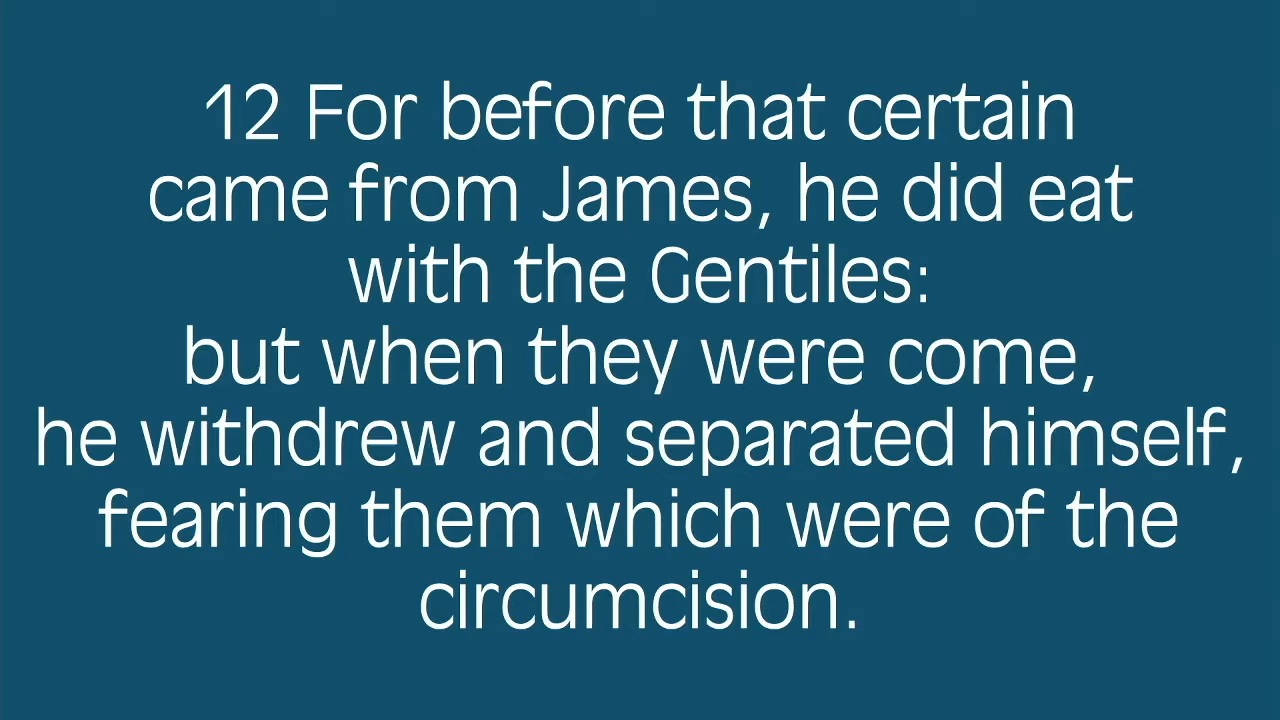 12 For before that certain
came from James, he did eat
with the Gentiles:
but when they were come,
he withdrew and separated himself,
fearing them which were of the
circumcision.